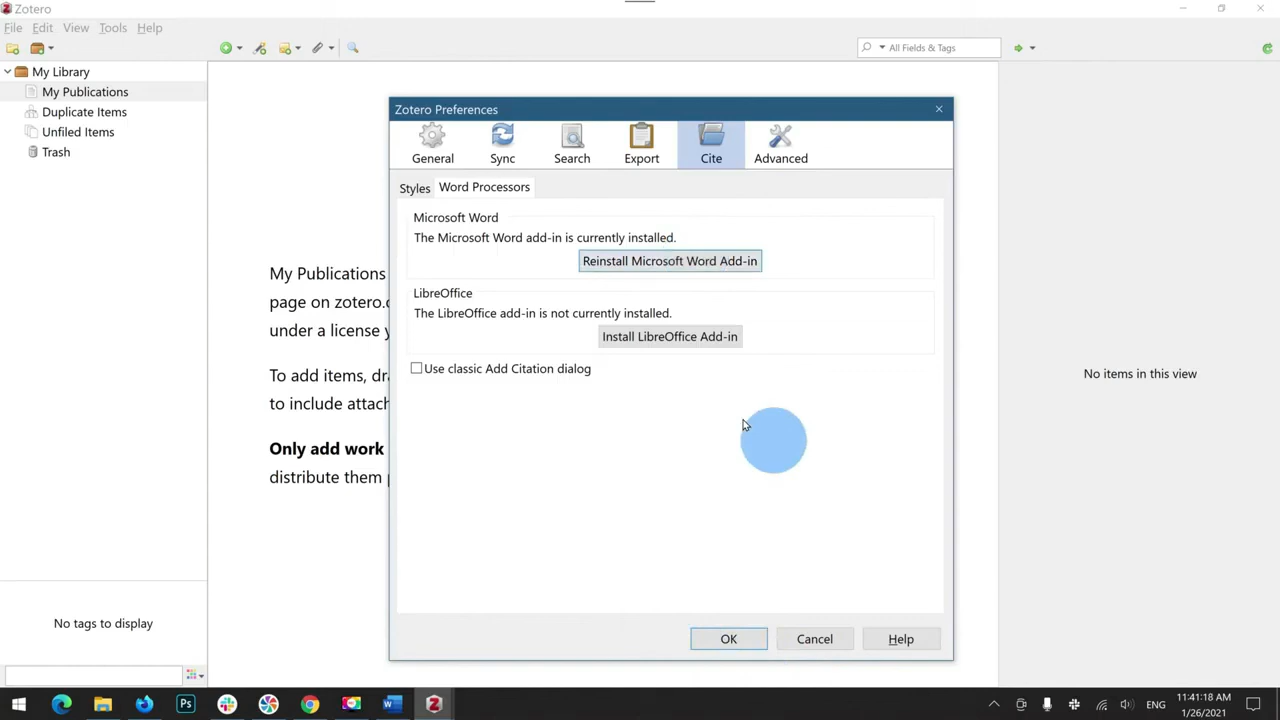 Zotero
File Edit View Tools Help
All Fields & Tags
My Library
My Publications
Duplicate Items
Unfiled Items
Trash
No tags to display
My Publications
page on zotero.
under a license
To add items, dr
to include attach
Only add work
distribute them
No items in this view
Zotero Preferences
General Sync Search Export Cite Advanced
Styles Word Processors
Microsoft Word
The Microsoft Word add-in is currently installed.
Reinstall Microsoft Word Add-in
LibreOffice
The LibreOffice add-in is not currently installed.
Install LibreOffice Add-in
Use classic Add Citation dialog
OK Cancel Help
Ps
ENG
11:41:18 AM
1/26/2021